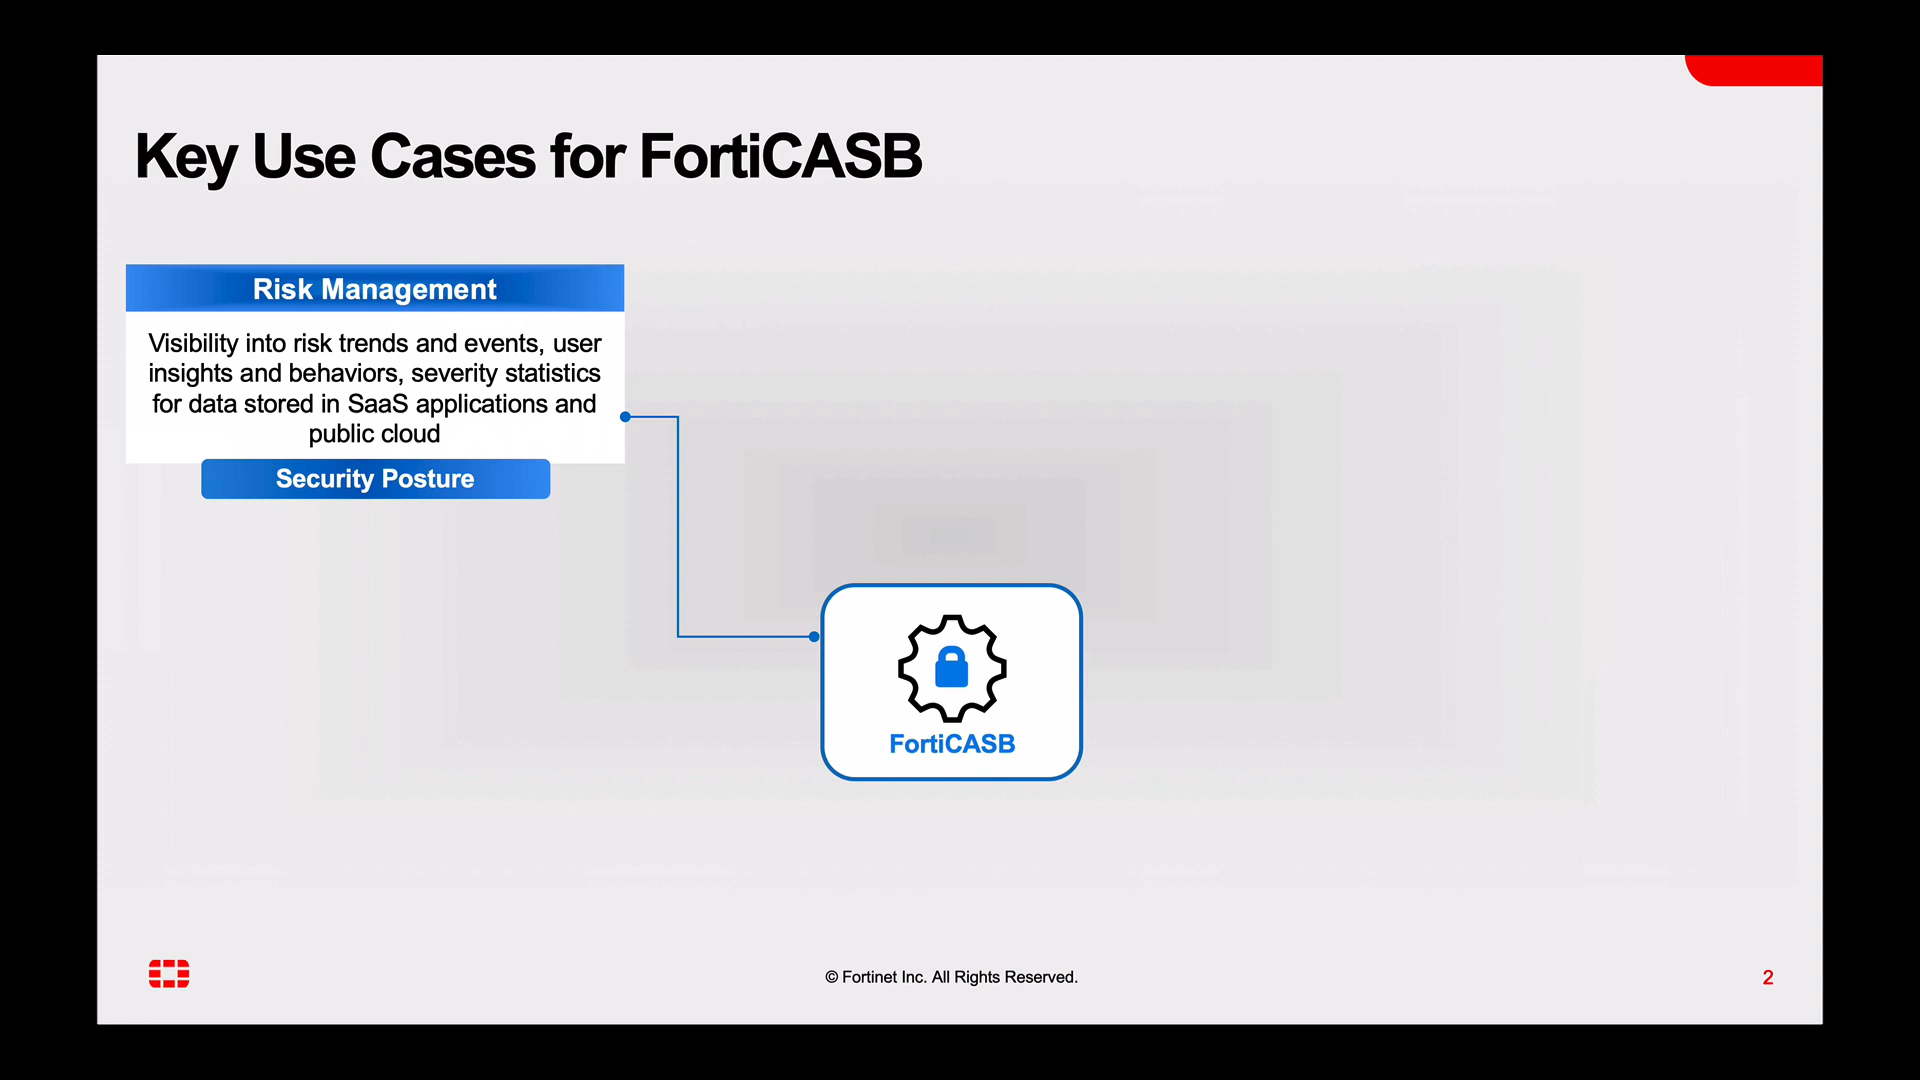 Key Use Cases for FortiCASB
Risk Management
Visibility into risk trends and events, user
insights and behaviors, severity statistics
for data stored in SaaS applications and
public cloud
Security Posture
FortiCASB
© Fortinet Inc. All Rights Reserved.
2